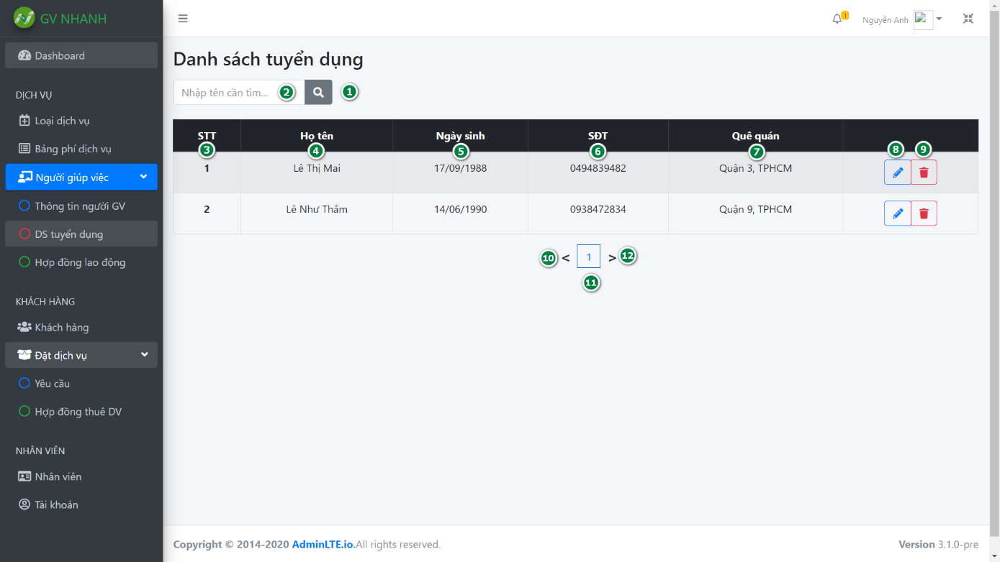 GV NHANH
1
Nguyễn Anh
Dashboard
DỊCH VỤ
Loại dịch vụ
Bảng phí dịch vụ
Người giúp việc
Thông tin người GV
DS tuyển dụng
Hợp đồng lao động
KHÁCH HÀNG
Khách hàng
Đặt dịch vụ
Yêu cầu
Hợp đồng thuê DV
NHÂN VIÊN
Nhân viên
Tài khoản
Danh sách tuyển dụng
Nhập tên cần tìm... 2 1
STT Họ tên Ngày sinh SĐT Quê quán
3 4 5 6 7 8 9
1 Lê Thị Mai 17/09/1988 0494839482 Quận 3, TPHCM
2 Lê Như Thắm 14/06/1990 0938472834 Quận 9, TPHCM
10 < 1 > 12
11
Copyright © 2014-2020 AdminLTE.io.All rights reserved.
Version 3.1.0-pre